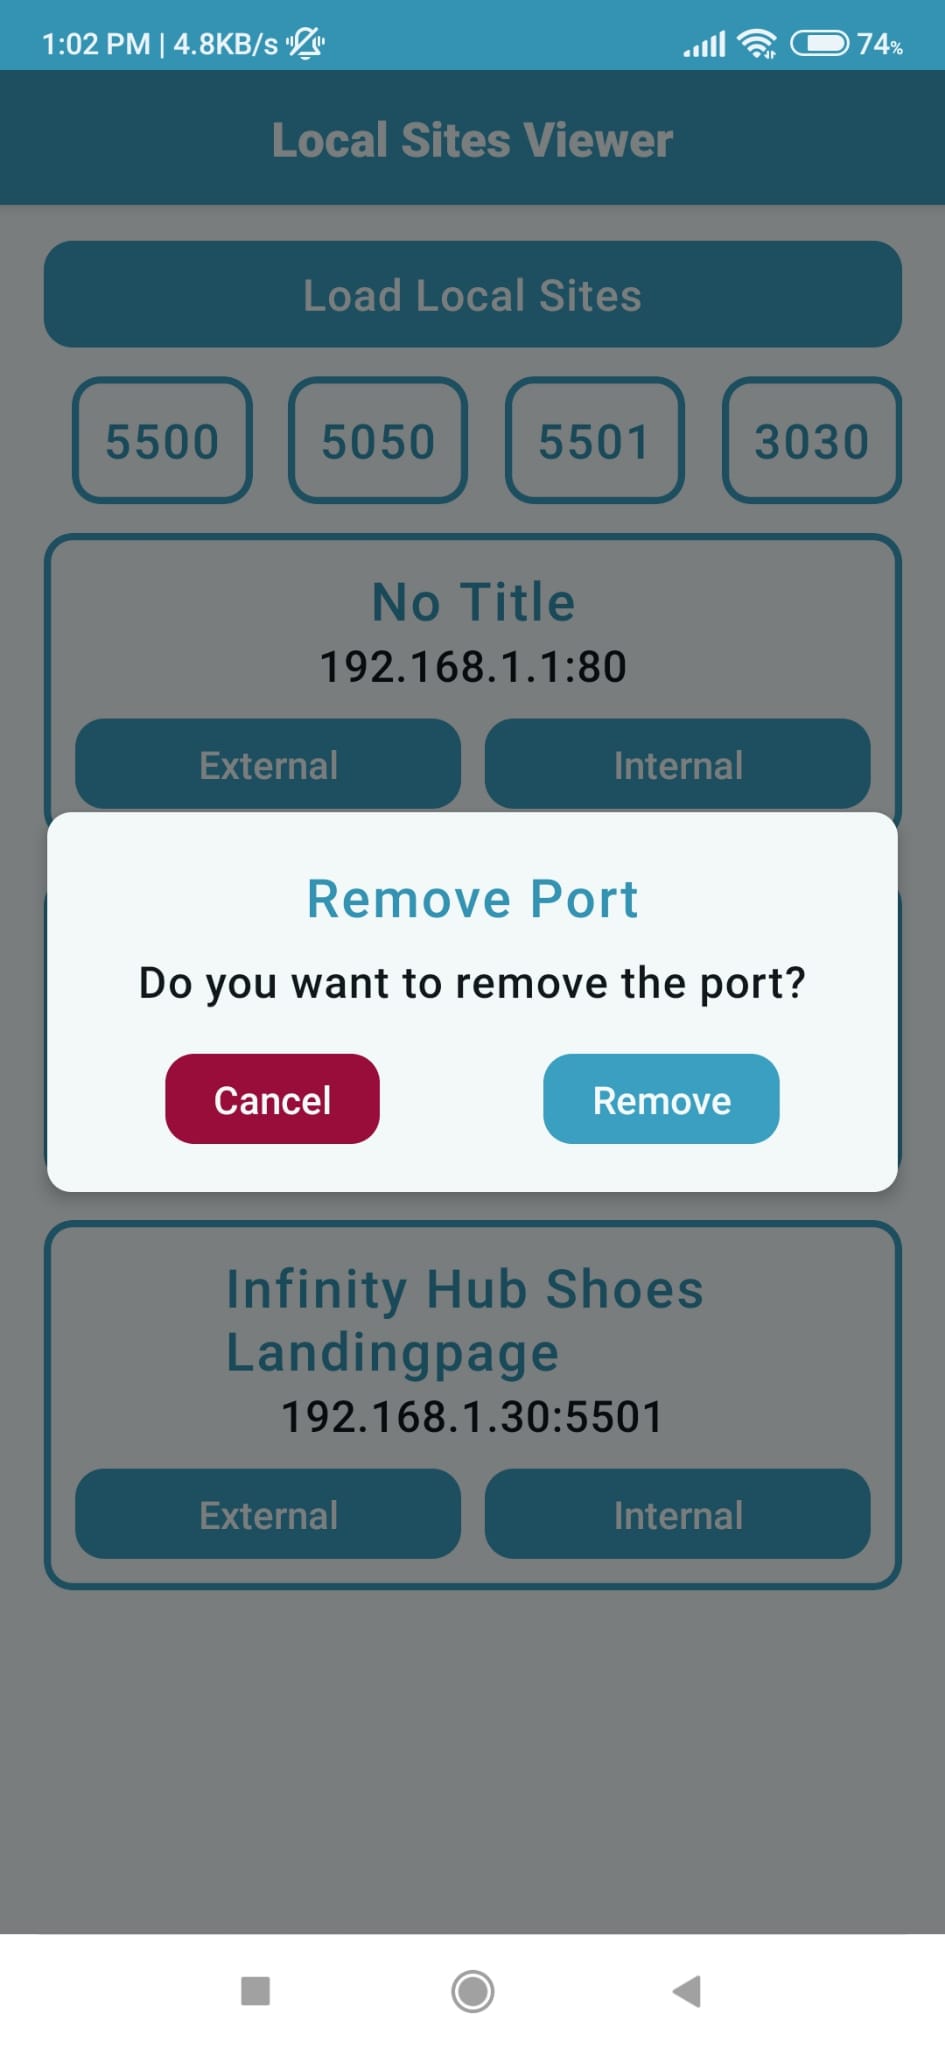 1:02 PM | 4.8KB/s 74%
Local Sites Viewer
Load Local Sites
5500 5050 5501 3030
No Title
192.168.1.1:80
External Internal
Remove Port
Do you want to remove the port?
Cancel Remove
Infinity Hub Shoes
Landingpage
192.168.1.30:5501
External Internal